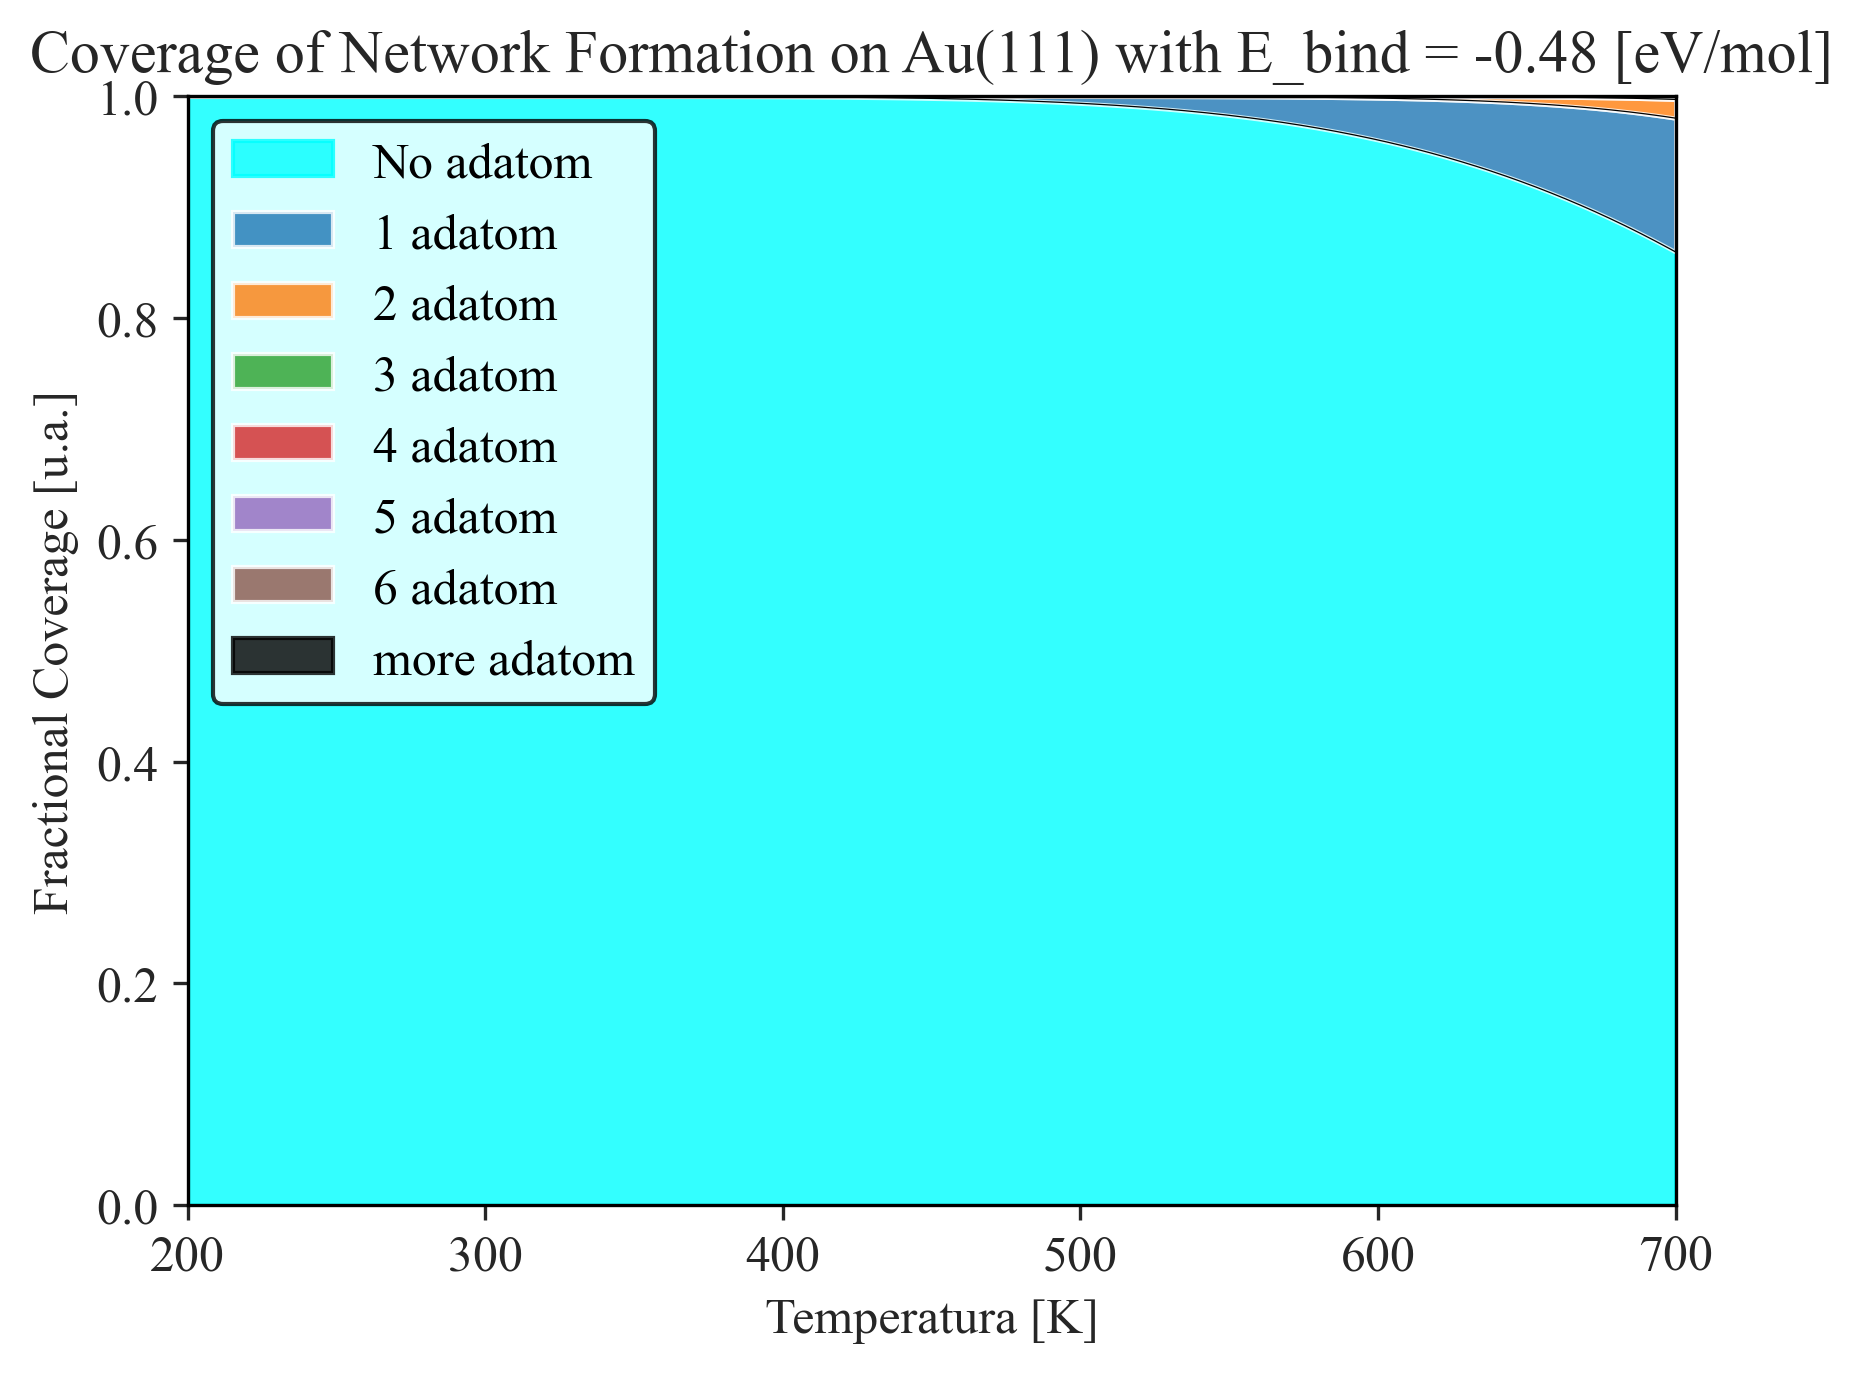 Coverage of Network Formation on Au(111) with E_bind = -0.48 [eV/mol]
1.0
0.8
0.6
0.4
0.2
0.0
Fractional Coverage [u.a.]
No adatom
1 adatom
2 adatom
3 adatom
4 adatom
5 adatom
6 adatom
more adatom
200 300 400 500 600 700
Temperatura [K]